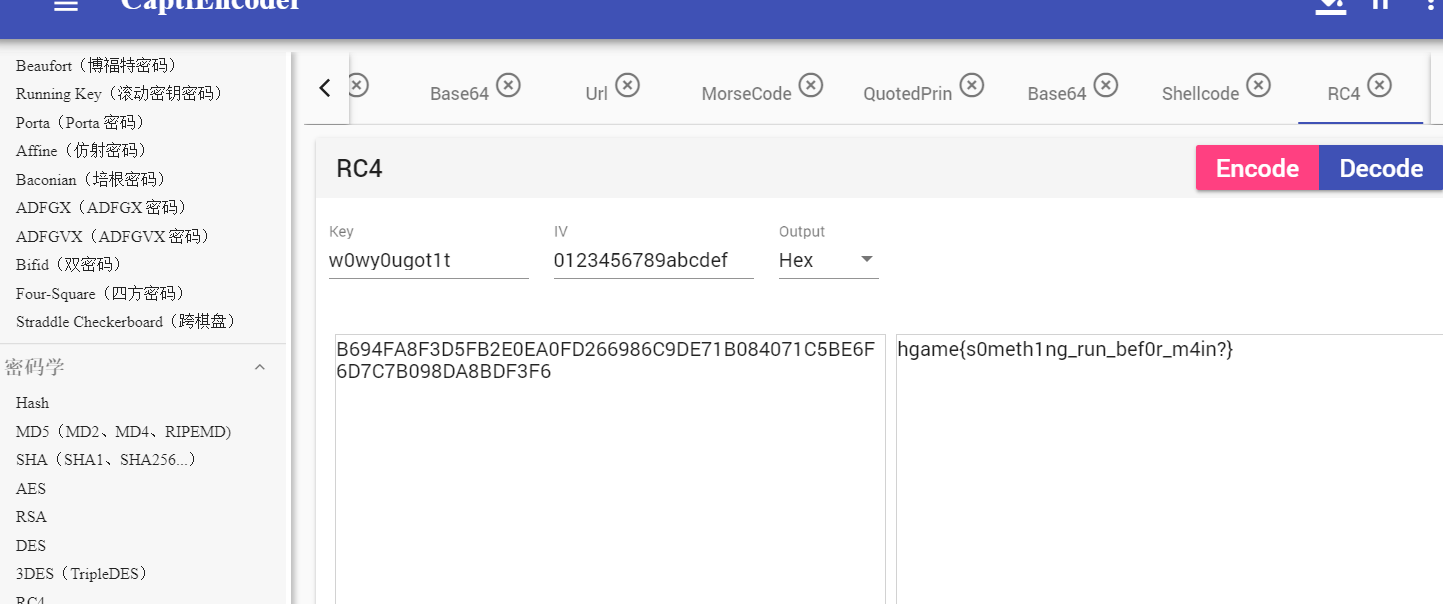 CaptfEncoder
Beaufort（博福特密码）
Running Key（滚动密钥密码）
Porta（Porta 密码）
Affine（仿射密码）
Baconian（培根密码）
ADFGX（ADFGX 密码）
ADFGVX（ADFGVX 密码）
Bifid（双密码）
Four-Square（四方密码）
Straddle Checkerboard（跨棋盘）
密码学
Hash
MD5（MD2、MD4、RIPEMD)
SHA（SHA1、SHA256...）
AES
RSA
DES
3DES（TripleDES）
RC4
Base64
Url
MorseCode
QuotedPrin
Base64
Shellcode
RC4
RC4
Encode
Decode
Key
IV
Output
w0wy0ugot1t
0123456789abcdef
Hex
B694FA8F3D5FB2E0EA0FD266986C9DE71B084071C5BE6F
6D7C7B098DA8BDF3F6
hgame{s0meth1ng_run_bef0r_m4in?}